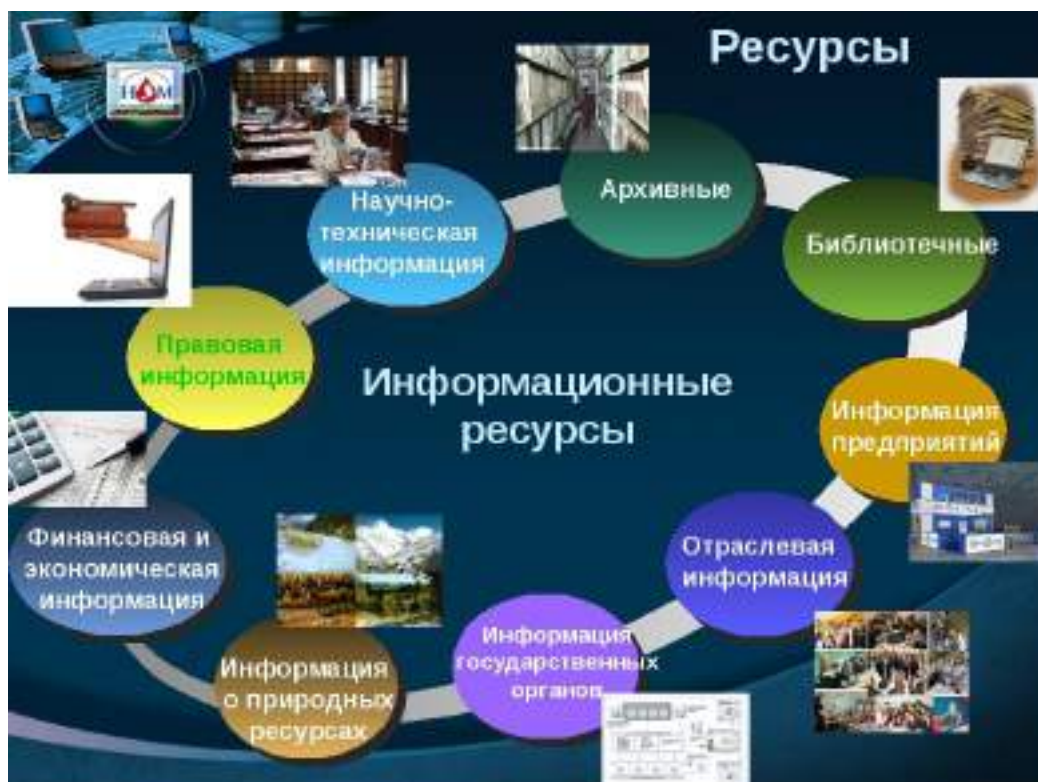 Ресурсы
Научно-
техническая
информация
Архивные
Библиотечные
Правовая
информация
Информационные
ресурсы
Информация
предприятий
Финансовая и
экономическая
информация
Отраслевая
информация
Информация
государственных
органов
Информация
о природных
ресурсах